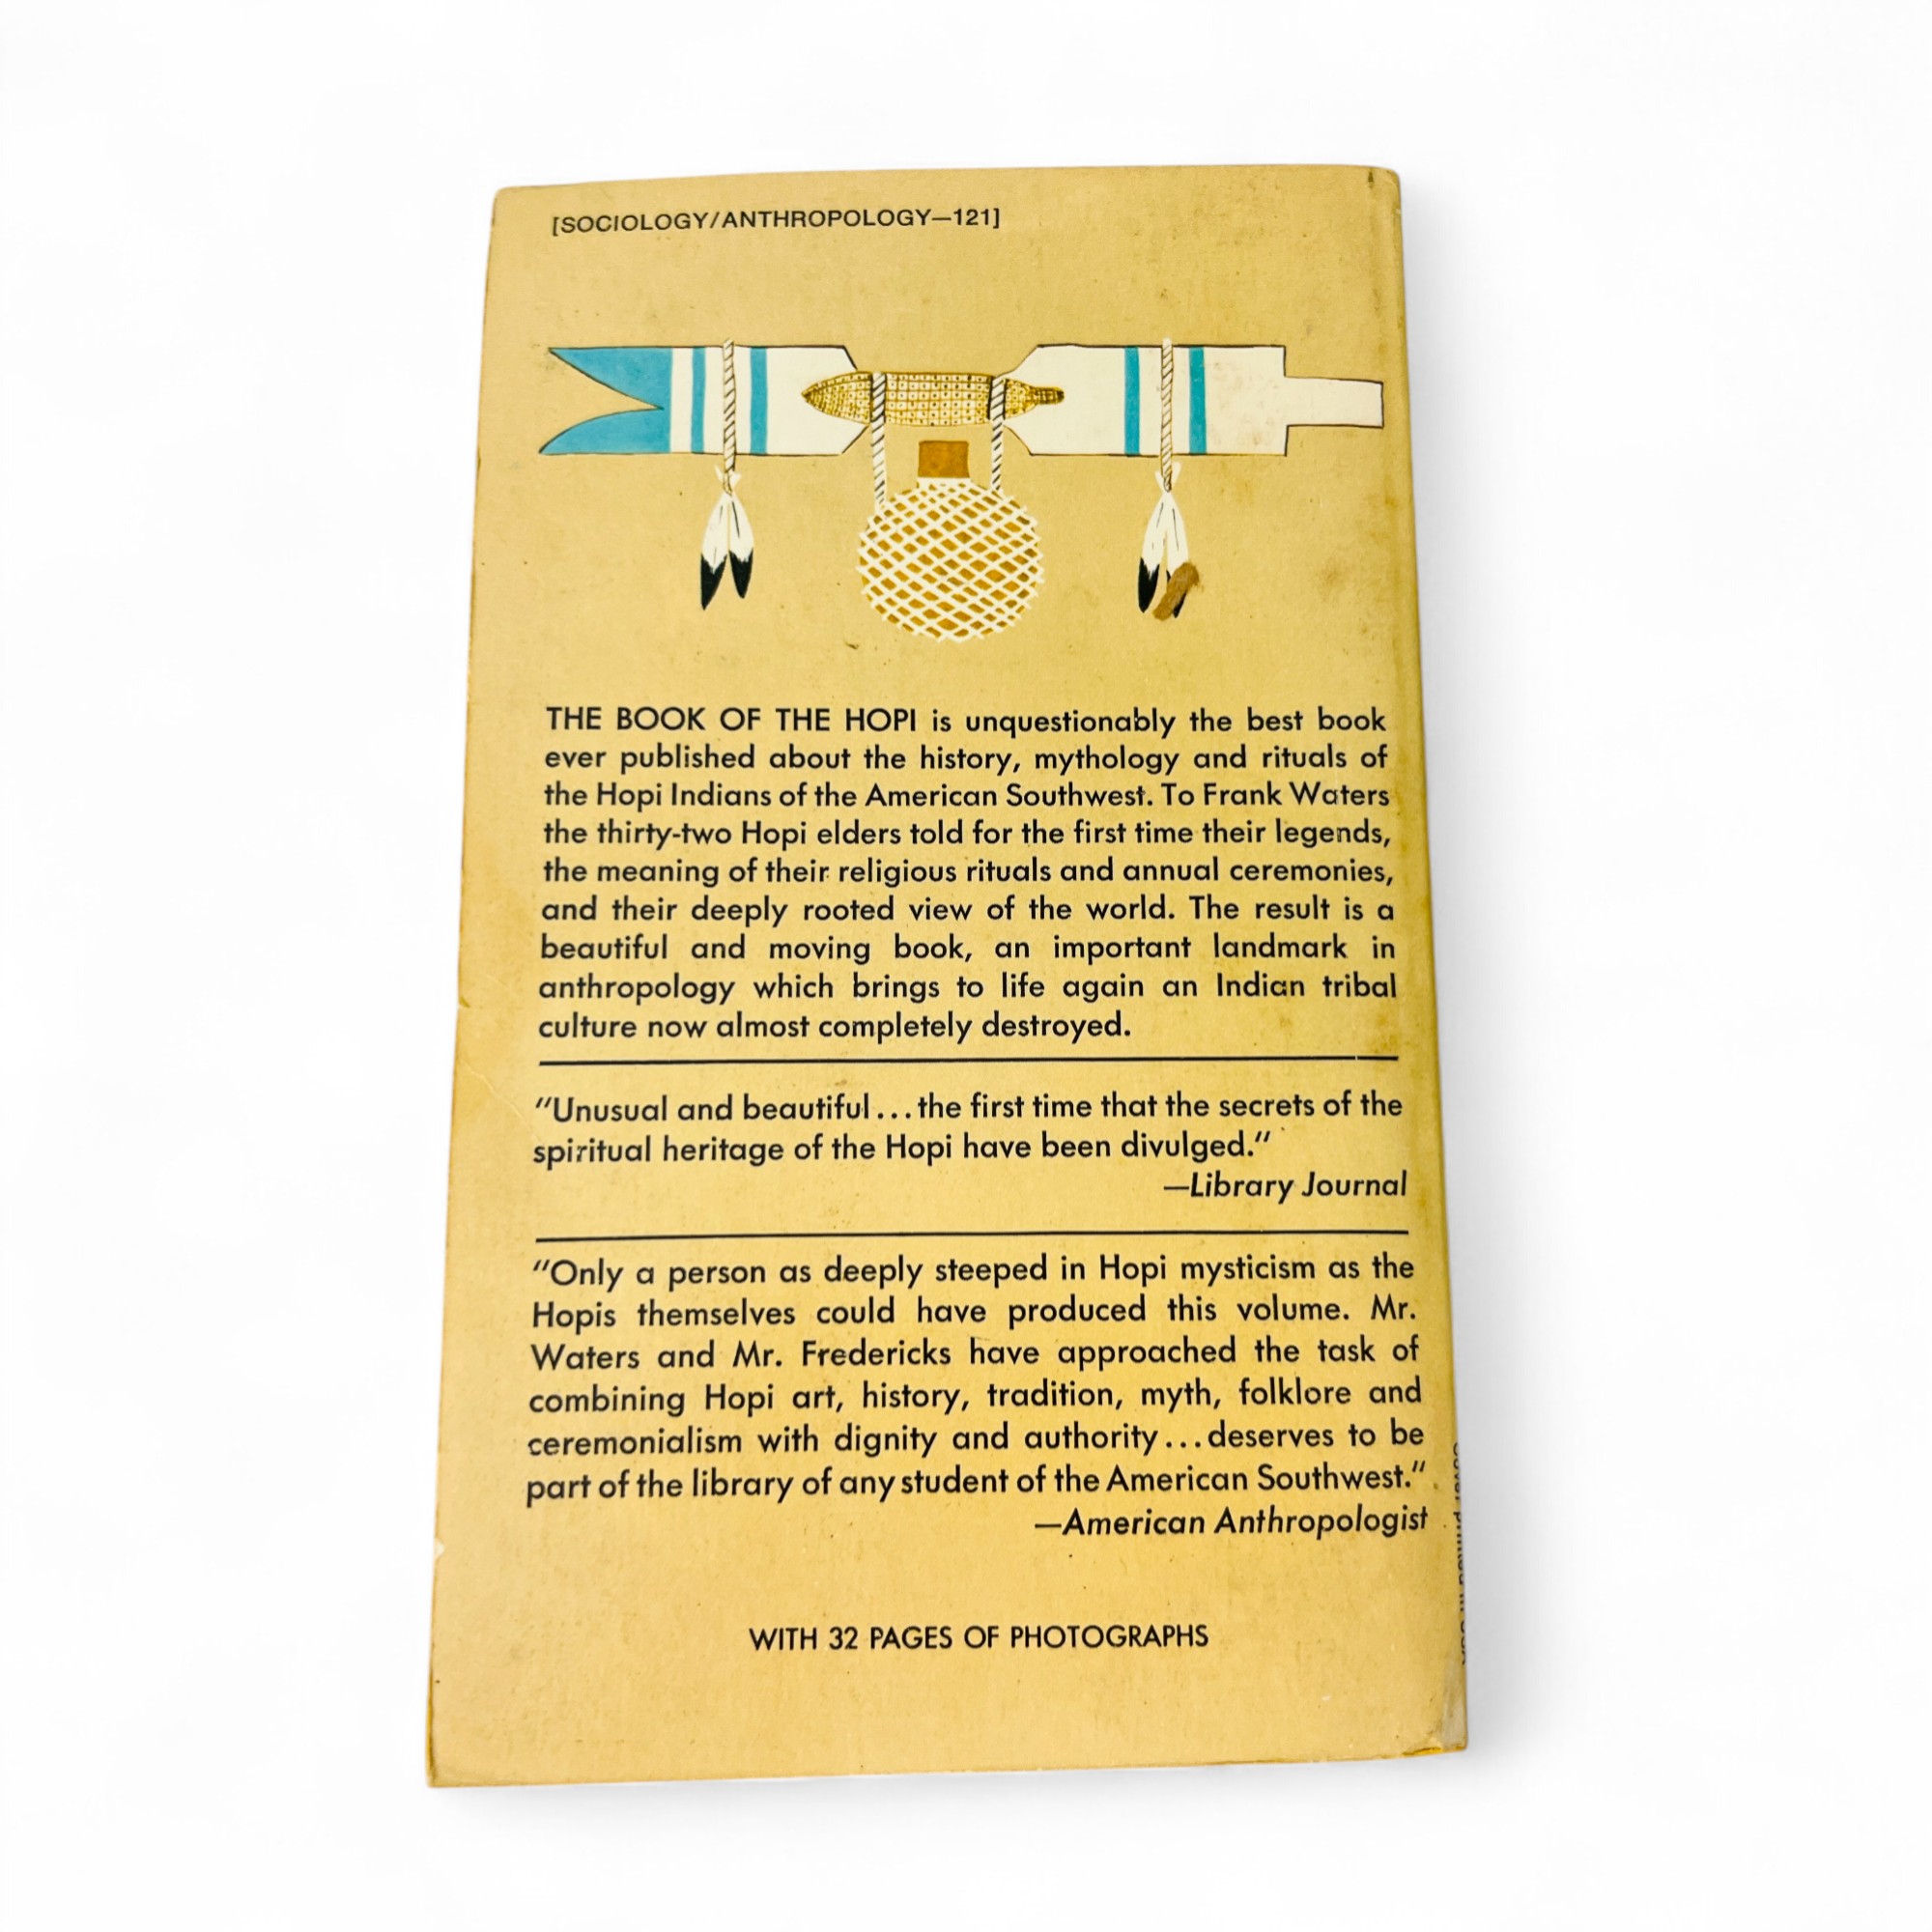 [SOCIOLOGY/ANTHROPOLOGY—121]
THE BOOK OF THE HOPI is unquestionably the best book
ever published about the history, mythology and rituals of
the Hopi Indians of the American Southwest. To Frank Waters
the thirty-two Hopi elders told for the first time their legends,
the meaning of their religious rituals and annual ceremonies,
and their deeply rooted view of the world. The result is a
beautiful and moving book, an important landmark in
anthropology which brings to life again an Indian tribal
culture now almost completely destroyed.
"Unusual and beautiful...the first time that the secrets of the
spiritual heritage of the Hopi have been divulged."
—Library Journal
"Only a person as deeply steeped in Hopi mysticism as the
Hopis themselves could have produced this volume. Mr.
Waters and Mr. Fredericks have approached the task of
combining Hopi art, history, tradition, myth, folklore and
ceremonialism with dignity and authority...deserves to be
part of the library of any student of the American Southwest."
—American Anthropologist
WITH 32 PAGES OF PHOTOGRAPHS